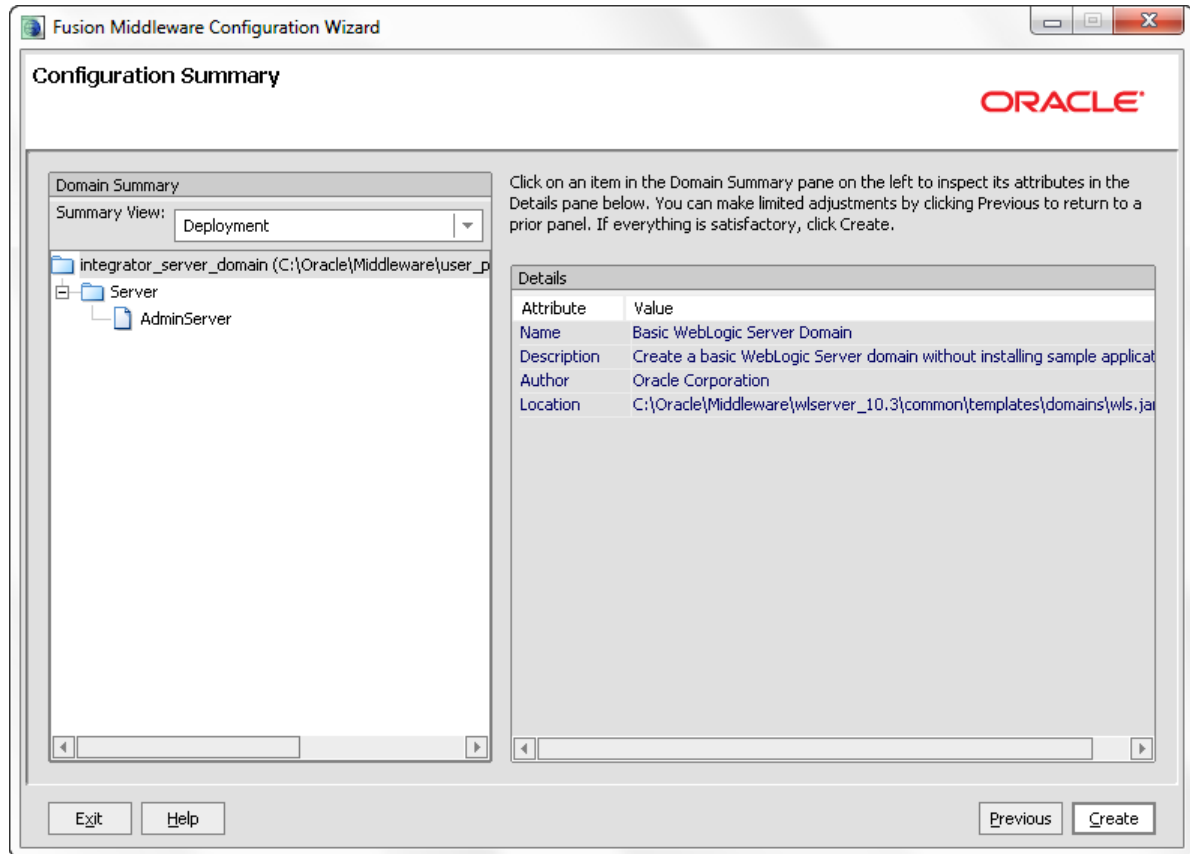 Fusion Middleware Configuration Wizard
Configuration Summary
ORACLE
Domain Summary
Summary View:
Deployment
integrator_server_domain (C:\Oracle\Middleware\user_p
Server
AdminServer
Click on an item in the Domain Summary pane on the left to inspect its attributes in the
Details pane below. You can make limited adjustments by clicking Previous to return to a
prior panel. If everything is satisfactory, click Create.
Details
Attribute Value
Name Basic WebLogic Server Domain
Description Create a basic WebLogic Server domain without installing sample applicat
Author Oracle Corporation
Location C:\Oracle\Middleware\wlserver_10.3\common\templates\domains\wls.jar
Exit Help Previous Create